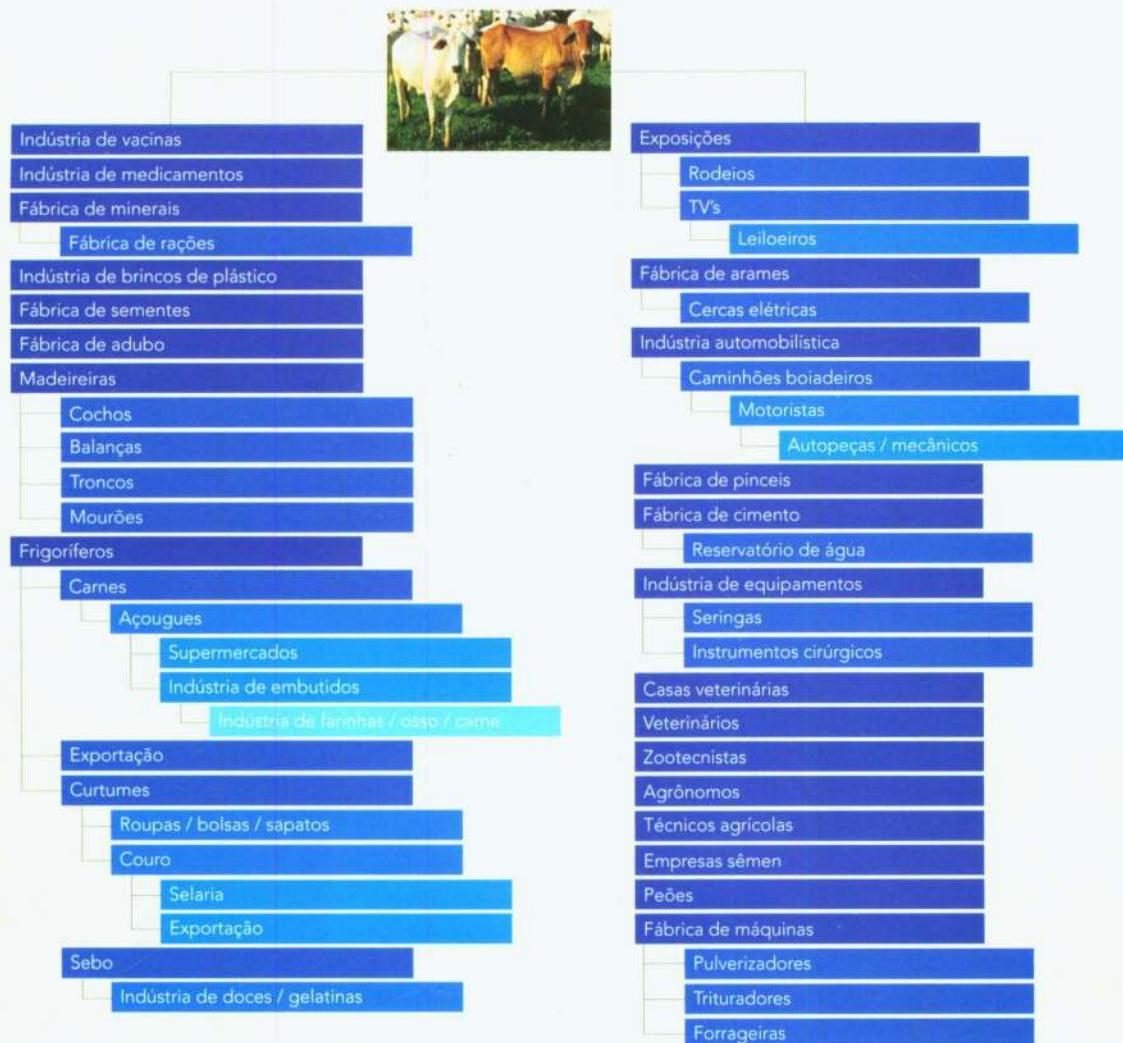 Indústria de vacinas
Indústria de medicamentos
Fábrica de minerais
Fábrica de rações
Indústria de brincos de plástico
Fábrica de sementes
Fábrica de adubo
Madeireiras
Cochos
Balanças
Troncos
Mourões
Frigoríferos
Carnes
Açougues
Supermercados
Indústria de embutidos
Indústria de farinhas / osso / carne
Exportação
Curtumes
Roupas / bolsas / sapatos
Couro
Selaria
Exportação
Sebo
Indústria de doces / gelatinas
Exposições
Rodeios
TV's
Leiloeiros
Fábrica de arames
Cercas elétricas
Indústria automobilística
Caminhões boiadeiros
Motoristas
Autopeças / mecânicos
Fábrica de pinceis
Fábrica de cimento
Reservatório de água
Indústria de equipamentos
Seringas
Instrumentos cirúrgicos
Casas veterinárias
Veterinários
Zootecnistas
Agrônomos
Técnicos agrícolas
Empresas sêmen
Peões
Fábrica de máquinas
Pulverizadores
Trituradores
Forrageiras